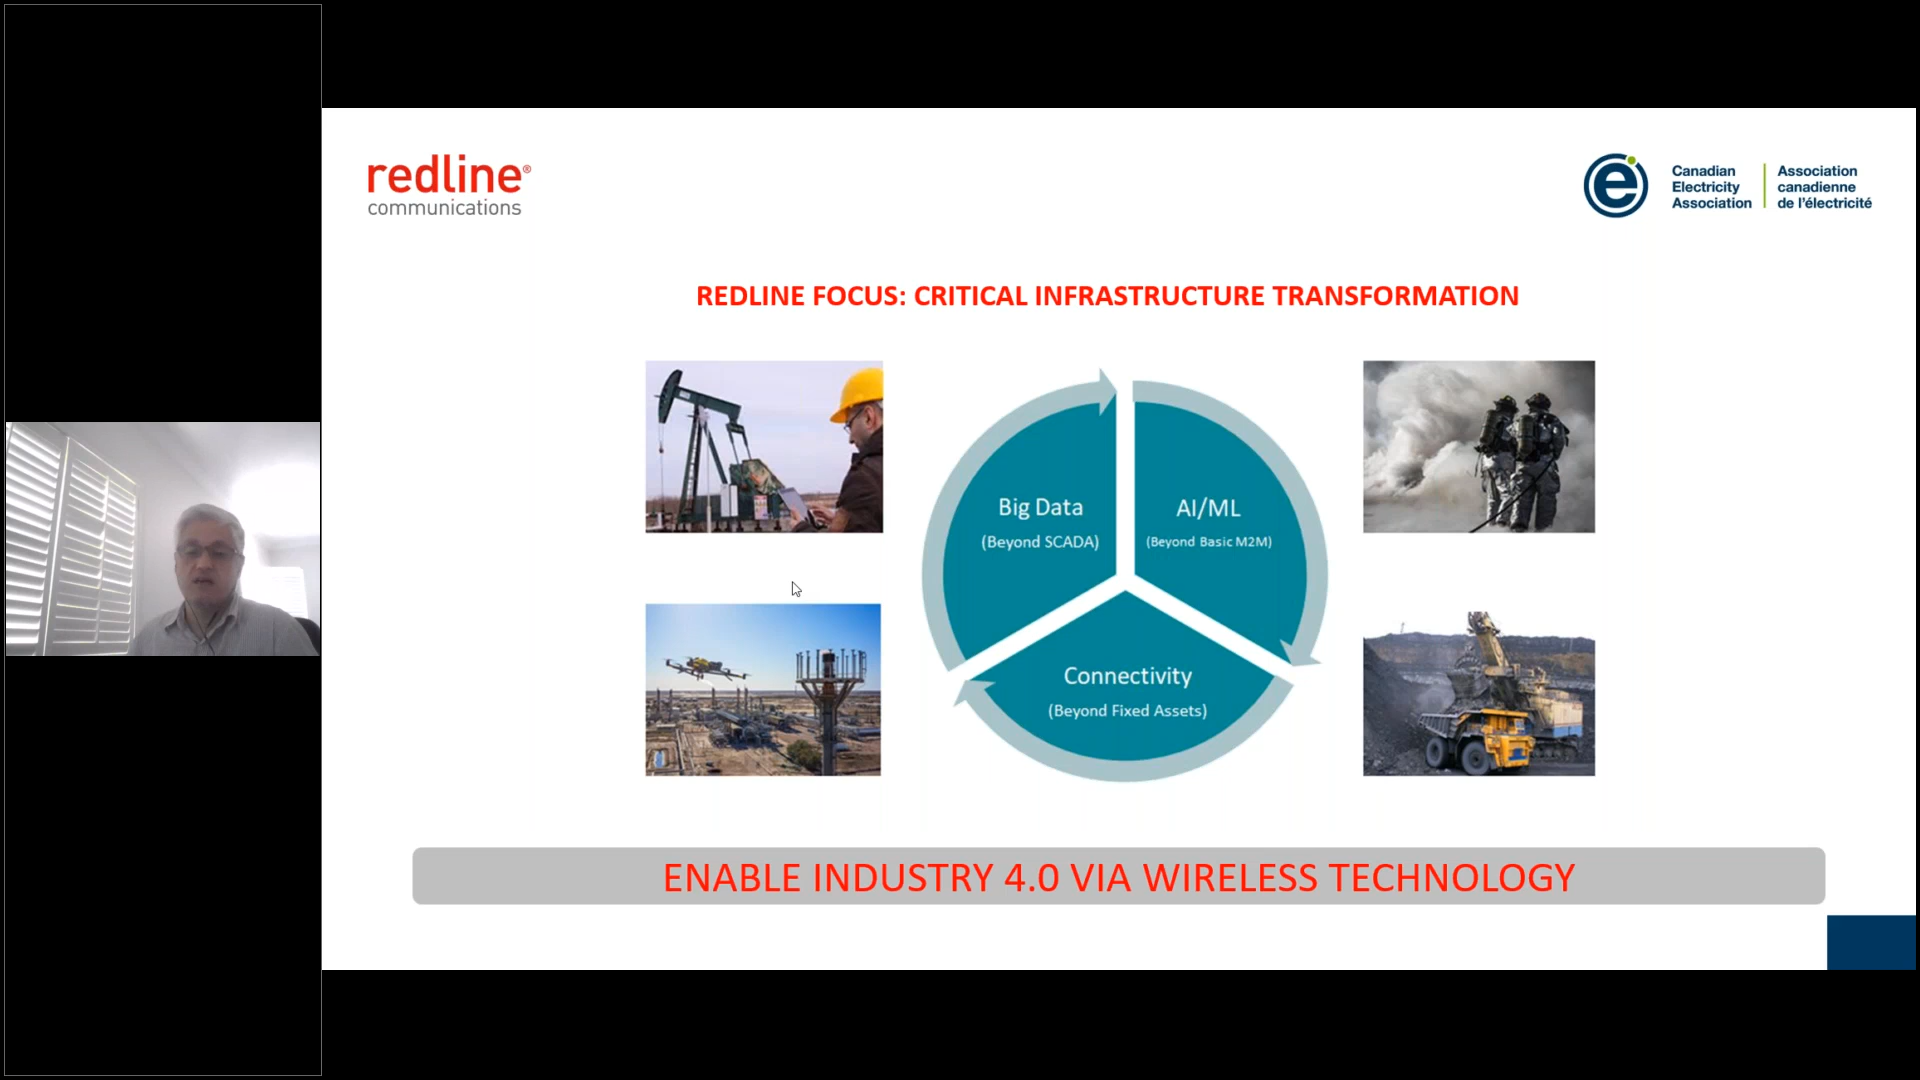 redline®
communications
Canadian
Electricity
Association
Association
canadienne
de l'électricité
REDLINE FOCUS: CRITICAL INFRASTRUCTURE TRANSFORMATION
Big Data
(Beyond SCADA)
AI/ML
(Beyond Basic M2M)
Connectivity
(Beyond Fixed Assets)
ENABLE INDUSTRY 4.0 VIA WIRELESS TECHNOLOGY